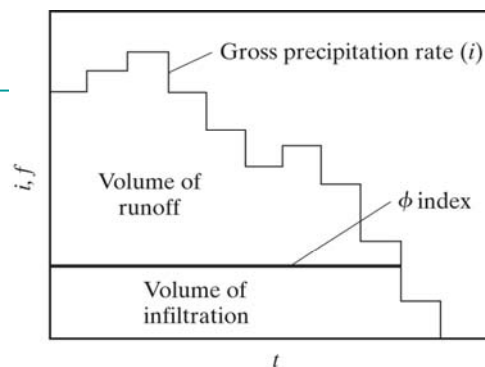 Gross precipitation rate (i)
i, f
Volume of
runoff
ϕ index
Volume of
infiltration
t